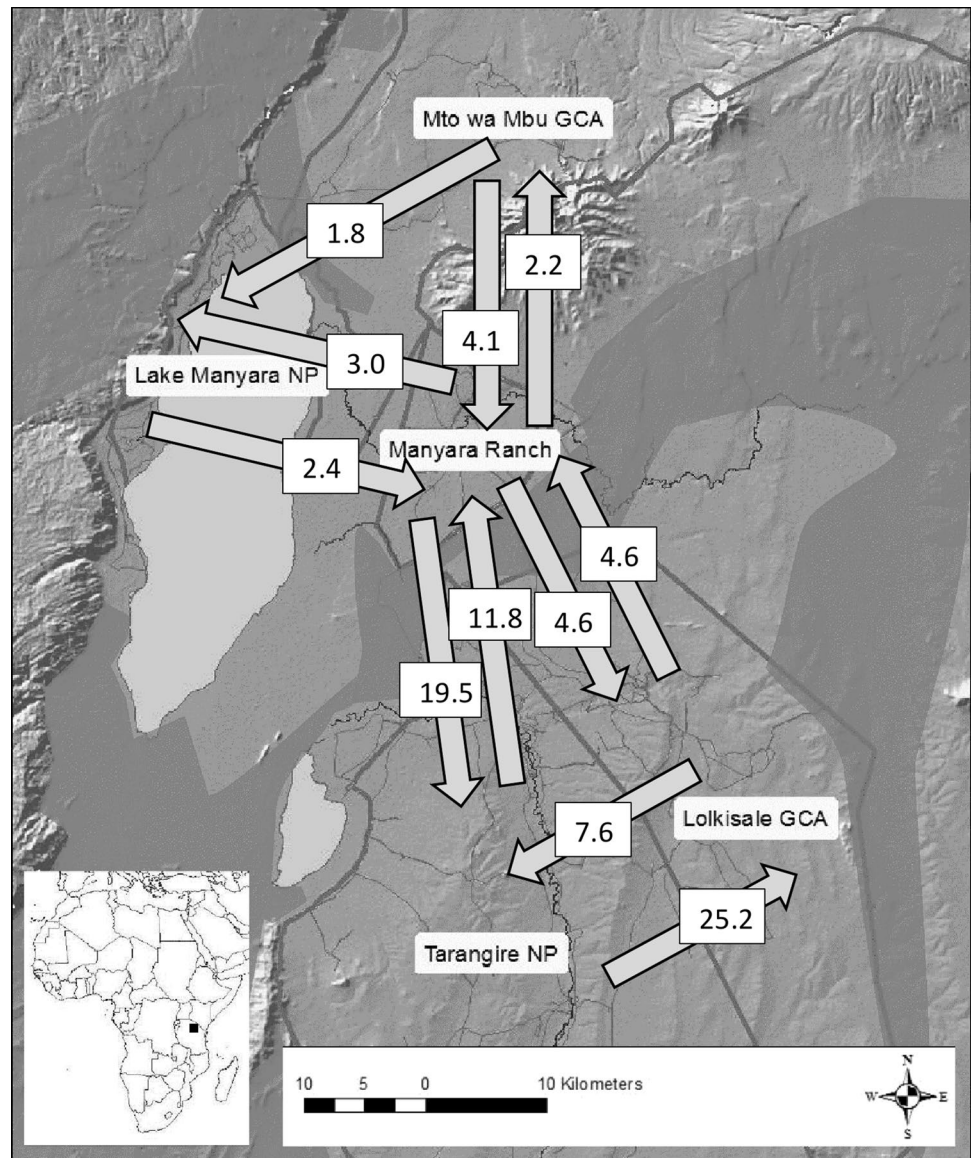 Mto wa Mbu GCA
1.8
2.2
4.1
3.0
Lake Manyara NP
Manyara Ranch
2.4
4.6
11.8
4.6
19.5
7.6
Lolkisale GCA
25.2
Tarangire NP
10 5 0 10 Kilometers
N
W E
S